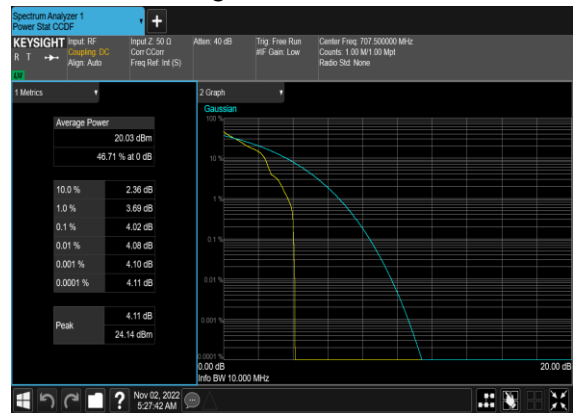 Spectrum Analyzer 1
Power Stat CCDF
+
KEYSIGHT Input: RF Input Z: 50 Ω Atten: 40 dB Trig: Free Run Center Freq: 707.500000 MHz
R T Coupling: DC Corr CCorr #IF Gain: Low Counts: 1.00 M/1.00 Mpt
Align: Auto Freq Ref: Int (S) Radio Std: None
LW
1 Metrics
Average Power
20.03 dBm
46.71 % at 0 dB
10.0 % 2.36 dB
1.0 % 3.69 dB
0.1 % 4.02 dB
0.01 % 4.08 dB
0.001 % 4.10 dB
0.0001 % 4.11 dB
Peak 4.11 dB
24.14 dBm
2 Graph
Gaussian
100 %
10 %
1 %
0.1 %
0.01 %
0.001 %
0.0001 %
0.00 dB 20.00 dB
Info BW 10.000 MHz
? Nov 02, 2022
5:27:42 AM